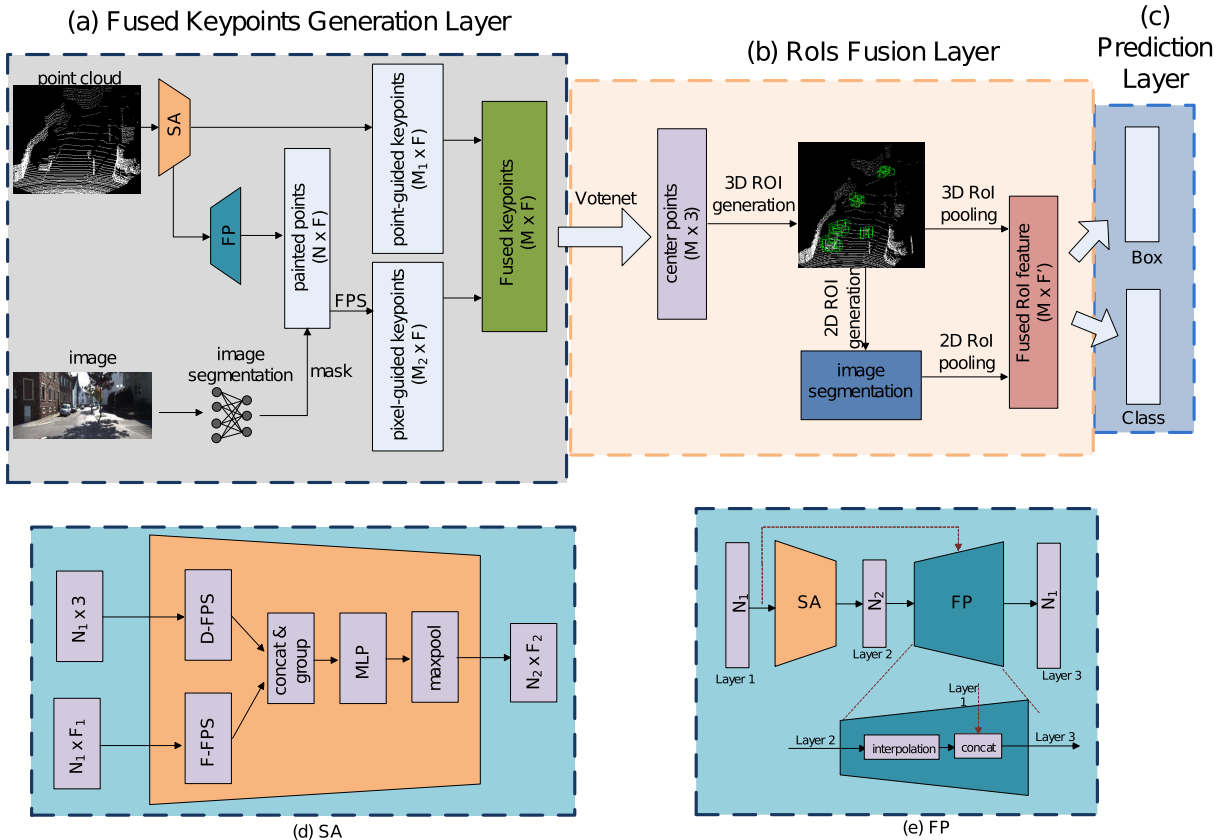 (a) Fused Keypoints Generation Layer
(b) RoIs Fusion Layer
(c)
Prediction
Layer
point cloud
SA
FP
painted points
(N x F)
point-guided keypoints
(M₁ x F)
pixel-guided keypoints
(M₂ x F)
Fused keypoints
(M x F)
FPS
mask
image
image
segmentation
Votenet
center points
(M x 3)
3D ROI
generation
2D ROI
generation
image
segmentation
3D RoI
pooling
2D RoI
pooling
Fused RoI feature
(M x F')
Box
Class
N₁ x 3
N₁ x F₁
D-FPS
F-FPS
concat &
group
MLP
maxpool
N₂ x F₂
(d) SA
N₁
Layer 1
SA
N₂
Layer 2
FP
N₁
Layer 3
Layer
1
Layer 2
interpolation
concat
Layer 3
(e) FP